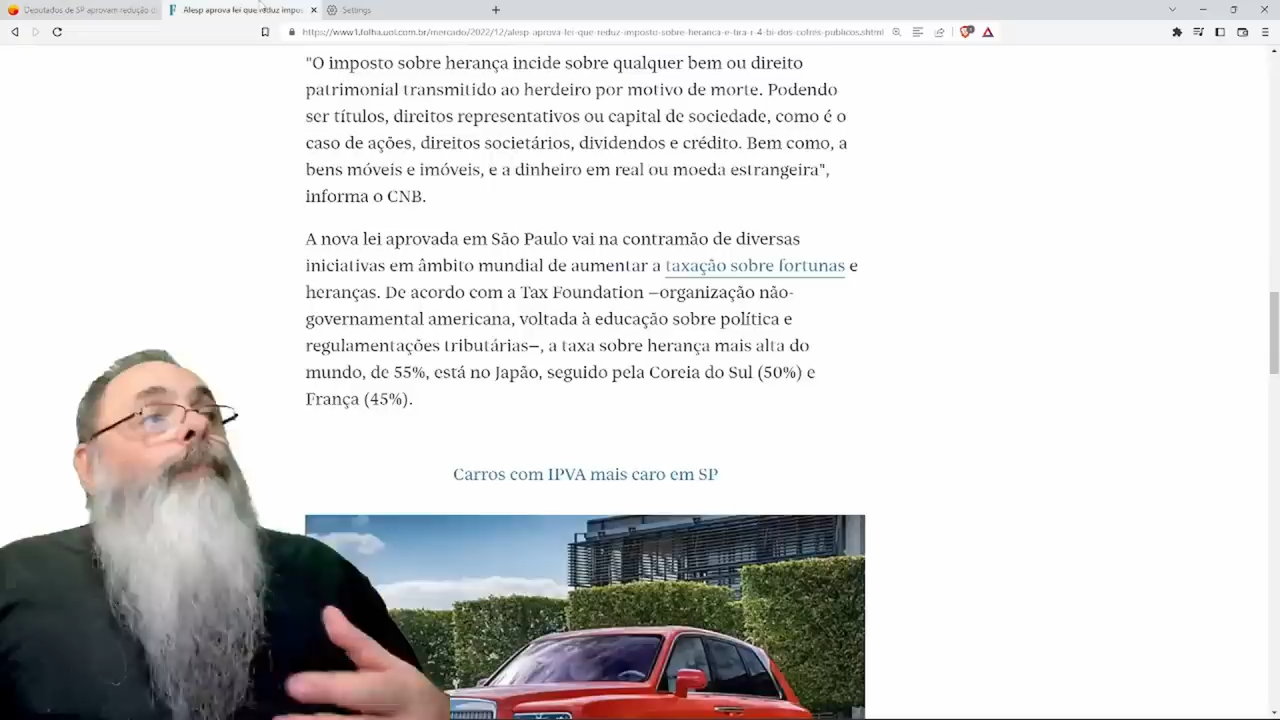 Deputados de SP aprovam redução d
Alesp aprova lei que reduz impos
Settings
https://www1.folha.uol.com.br/mercado/2022/12/alesp-aprova-lei-que-reduz-imposto-sobre-heranca-e-tira-r-4-bi-dos-cofres-publicos.shtml
"O imposto sobre herança incide sobre qualquer bem ou direito
patrimonial transmitido ao herdeiro por motivo de morte. Podendo
ser títulos, direitos representativos ou capital de sociedade, como é o
caso de ações, direitos societários, dividendos e crédito. Bem como, a
bens móveis e imóveis, e a dinheiro em real ou moeda estrangeira",
informa o CNB.
A nova lei aprovada em São Paulo vai na contramão de diversas
iniciativas em âmbito mundial de aumentar a taxação sobre fortunas e
heranças. De acordo com a Tax Foundation —organização não-
governamental americana, voltada à educação sobre política e
regulamentações tributárias—, a taxa sobre herança mais alta do
mundo, de 55%, está no Japão, seguido pela Coreia do Sul (50%) e
França (45%).
Carros com IPVA mais caro em SP